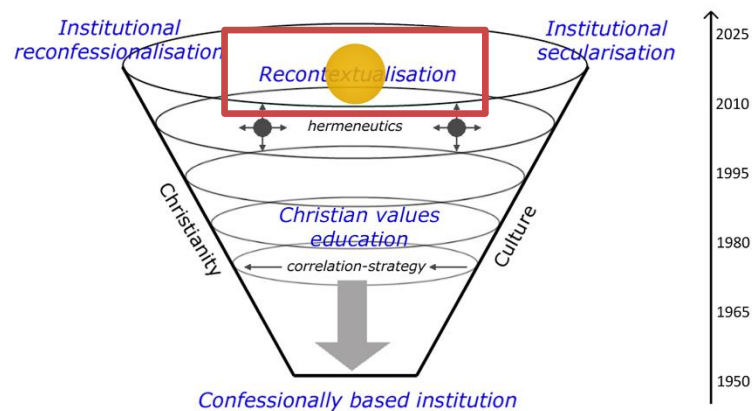 Institutional
reconfessionalisation
Institutional
secularisation
Recontextualisation
hermeneutics
Christianity
Culture
Christian values
education
correlation-strategy
Confessionally based institution
2025
2010
1995
1980
1965
1950